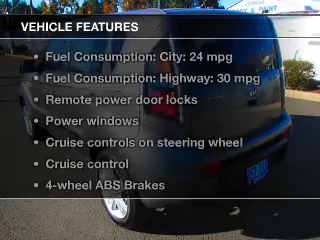 VEHICLE FEATURES
• Fuel Consumption: City: 24 mpg
• Fuel Consumption: Highway: 30 mpg
• Remote power door locks
• Power windows
• Cruise controls on steering wheel
• Cruise control
• 4-wheel ABS Brakes